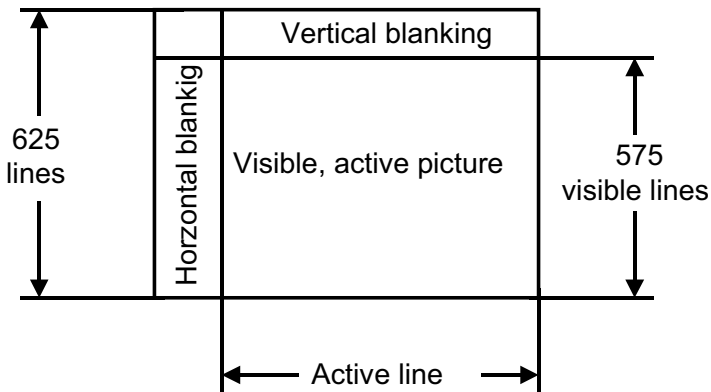 Vertical blanking
Horzontal blankig
625
lines
Visible, active picture
575
visible lines
Active line